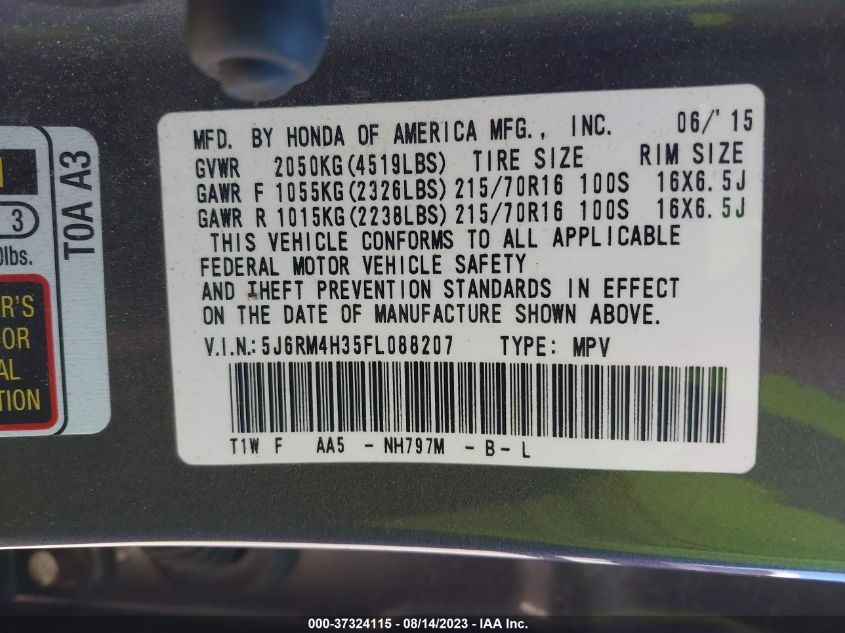 MFD. BY HONDA OF AMERICA MFG., INC. 06/'15
GVWR 2050KG(4519LBS) TIRE SIZE RIM SIZE
GAWR F 1055KG(2326LBS) 215/70R16 100S 16X6.5J
GAWR R 1015KG(2238LBS) 215/70R16 100S 16X6.5J
THIS VEHICLE CONFORMS TO ALL APPLICABLE
FEDERAL MOTOR VEHICLE SAFETY
AND THEFT PREVENTION STANDARDS IN EFFECT
ON THE DATE OF MANUFACTURE SHOWN ABOVE.
V.I.N.: 5J6RM4H35FL088207 TYPE: MPV
T1W F AA5 - NH797M - B - L
T0A A3
3
lbs.
000-37324115 - 08/14/2023 - IAA Inc.